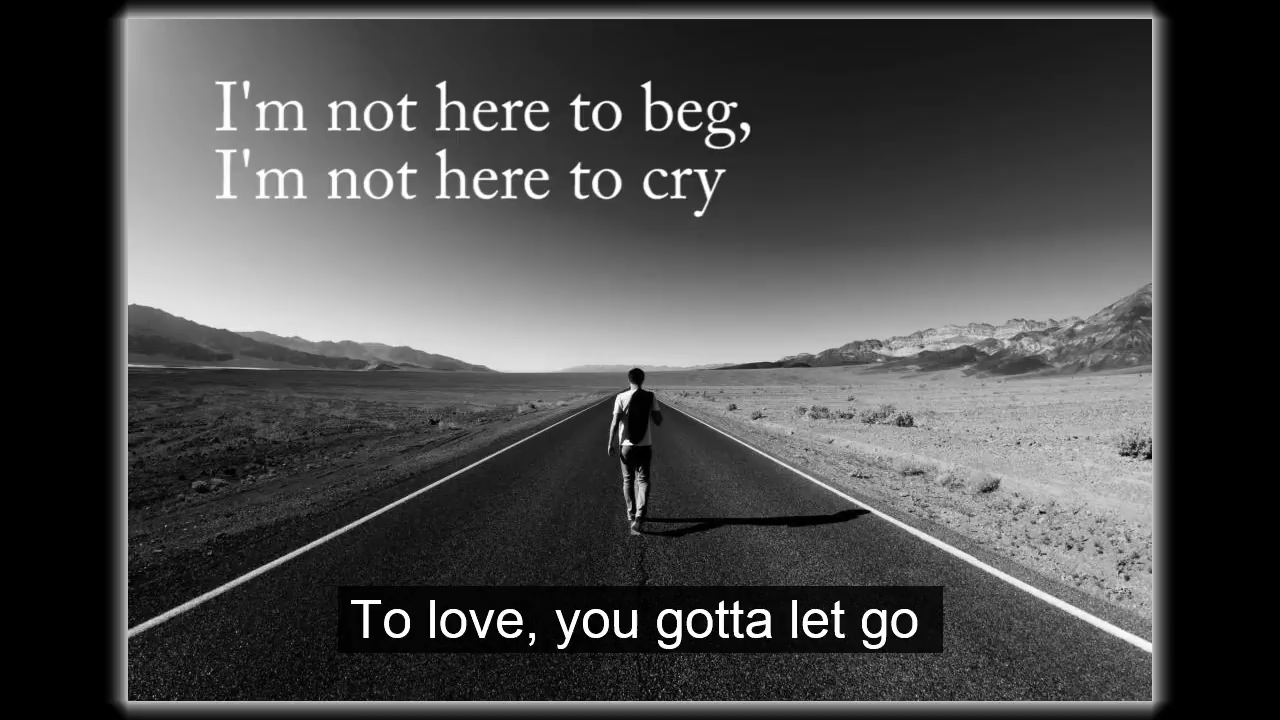 I'm not here to beg,
I'm not here to cry
To love, you gotta let go